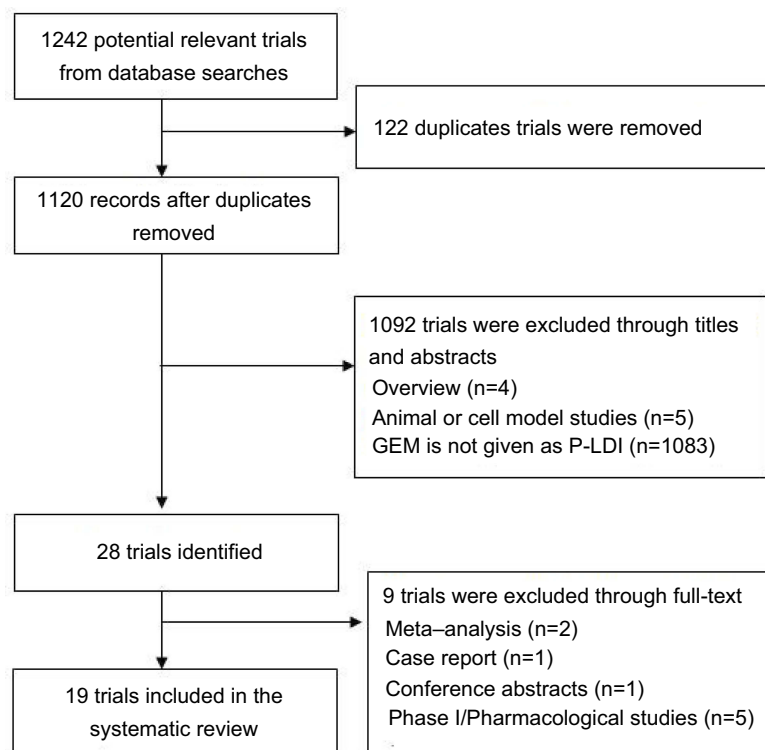 1242 potential relevant trials
from database searches
122 duplicates trials were removed
1120 records after duplicates
removed
1092 trials were excluded through titles
and abstracts
Overview (n=4)
Animal or cell model studies (n=5)
GEM is not given as P-LDI (n=1083)
28 trials identified
9 trials were excluded through full-text
Meta–analysis (n=2)
Case report (n=1)
Conference abstracts (n=1)
Phase I/Pharmacological studies (n=5)
19 trials included in the
systematic review